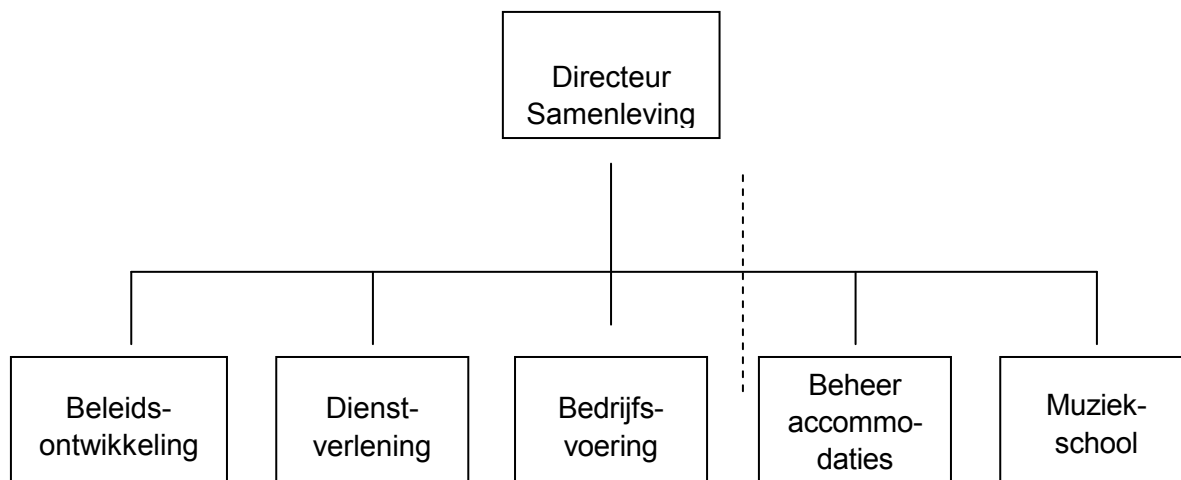 Directeur
Samenleving
Beleids-
ontwikkeling
Dienst-
verlening
Bedrijfs-
voering
Beheer
accommo-
daties
Muziek-
school